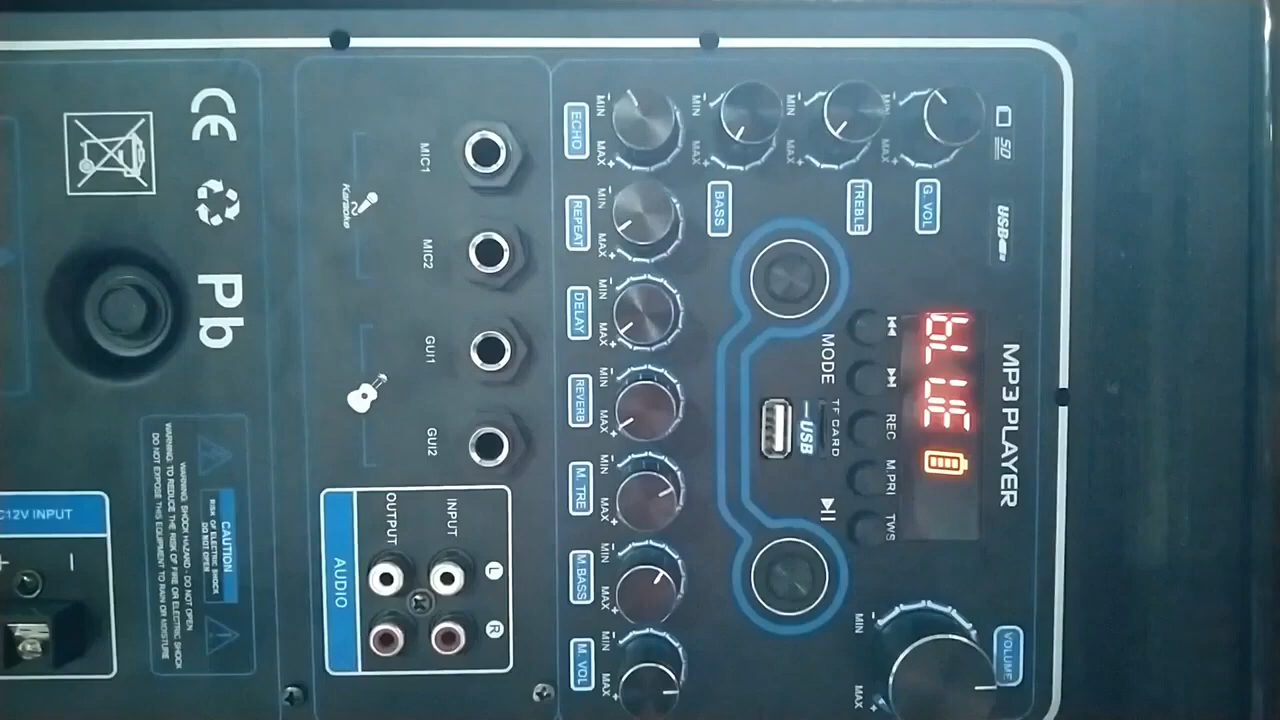 MP3 PLAYER
SD
USB
bLUE
VOLUME
MIN
MAX
G. VOL
MIN
MAX
TREBLE
MIN
MAX
BASS
MIN
MAX
REC
M.PRI
TWS
MODE
TF CARD
USB
ECHO
MIN
MAX
REPEAT
MIN
MAX
DELAY
MIN
MAX
REVERB
MIN
MAX
M. TRE
MIN
MAX
M.BASS
MIN
MAX
M. VOL
MIN
MAX
MIC1
MIC2
GUI1
GUI2
Karaoke
INPUT
OUTPUT
L
R
AUDIO
CE
Pb
CAUTION
RISK OF ELECTRIC SHOCK
DO NOT OPEN
WARNING: SHOCK HAZARD - DO NOT OPEN
WARNING: TO REDUCE THE RISK OF FIRE OR ELECTRIC SHOCK
DO NOT EXPOSE THIS EQUIPMENT TO RAIN OR MOISTURE
C12V INPUT
+
−